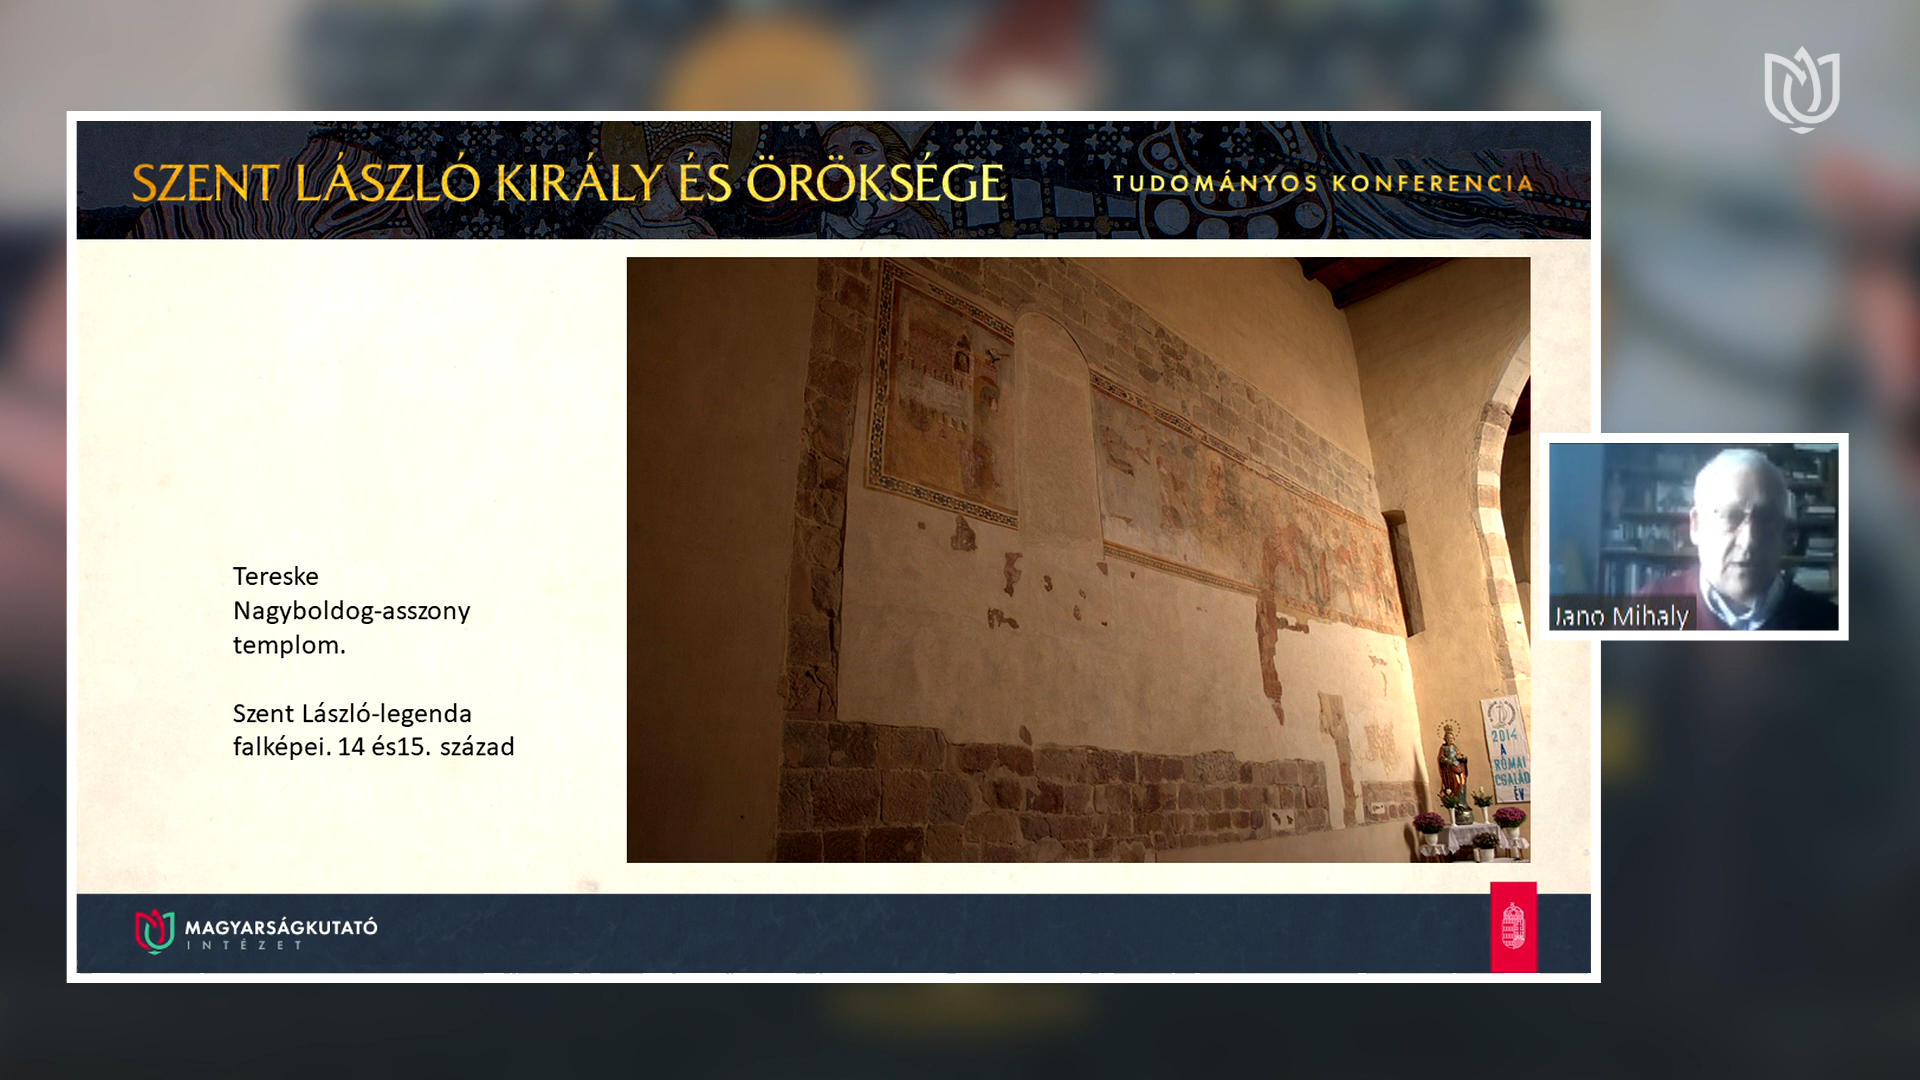 SZENT LÁSZLÓ KIRÁLY ÉS ÖRÖKSÉGE
TUDOMÁNYOS KONFERENCIA
Tereske
Nagyboldog-asszony
templom.
Szent László-legenda
falképei. 14 és15. század
2014
A
RÓMAI
CSALÁD
ÉV
Jano Mihaly
MAGYARSÁGKUTATÓ
INTÉZET